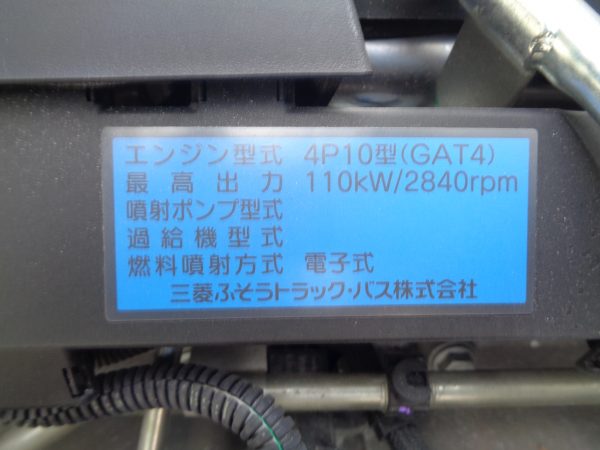 エンジン型式 4P10型(GAT4)
最高出力 110kW/2840rpm
噴射ポンプ型式
過給機型式
燃料噴射方式 電子式
三菱ふそうトラック・バス株式会社